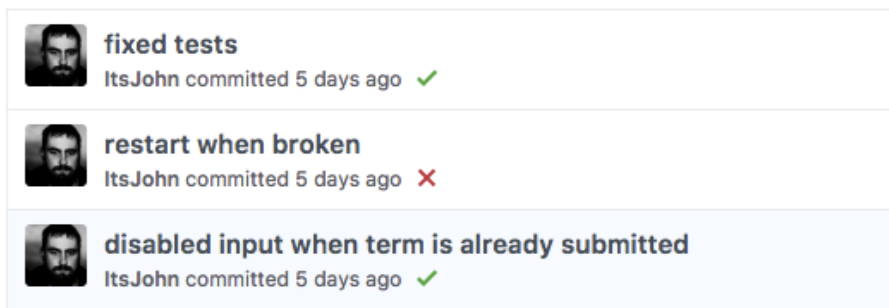 fixed tests
ItsJohn committed 5 days ago
restart when broken
ItsJohn committed 5 days ago
disabled input when term is already submitted
ItsJohn committed 5 days ago